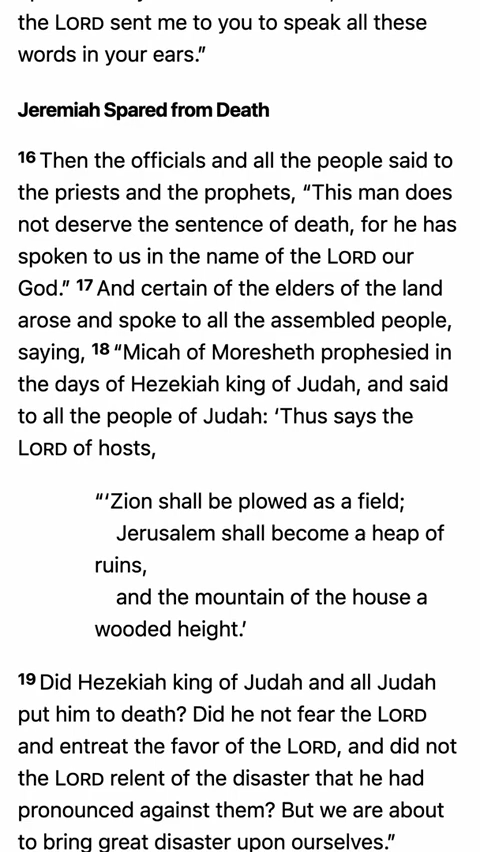 the LORD sent me to you to speak all these
words in your ears.”
Jeremiah Spared from Death
16 Then the officials and all the people said to
the priests and the prophets, “This man does
not deserve the sentence of death, for he has
spoken to us in the name of the LORD our
God.” 17 And certain of the elders of the land
arose and spoke to all the assembled people,
saying, 18 “Micah of Moresheth prophesied in
the days of Hezekiah king of Judah, and said
to all the people of Judah: ‘Thus says the
LORD of hosts,
“‘Zion shall be plowed as a field;
Jerusalem shall become a heap of
ruins,
and the mountain of the house a
wooded height.’
19 Did Hezekiah king of Judah and all Judah
put him to death? Did he not fear the LORD
and entreat the favor of the LORD, and did not
the LORD relent of the disaster that he had
pronounced against them? But we are about
to bring great disaster upon ourselves.”